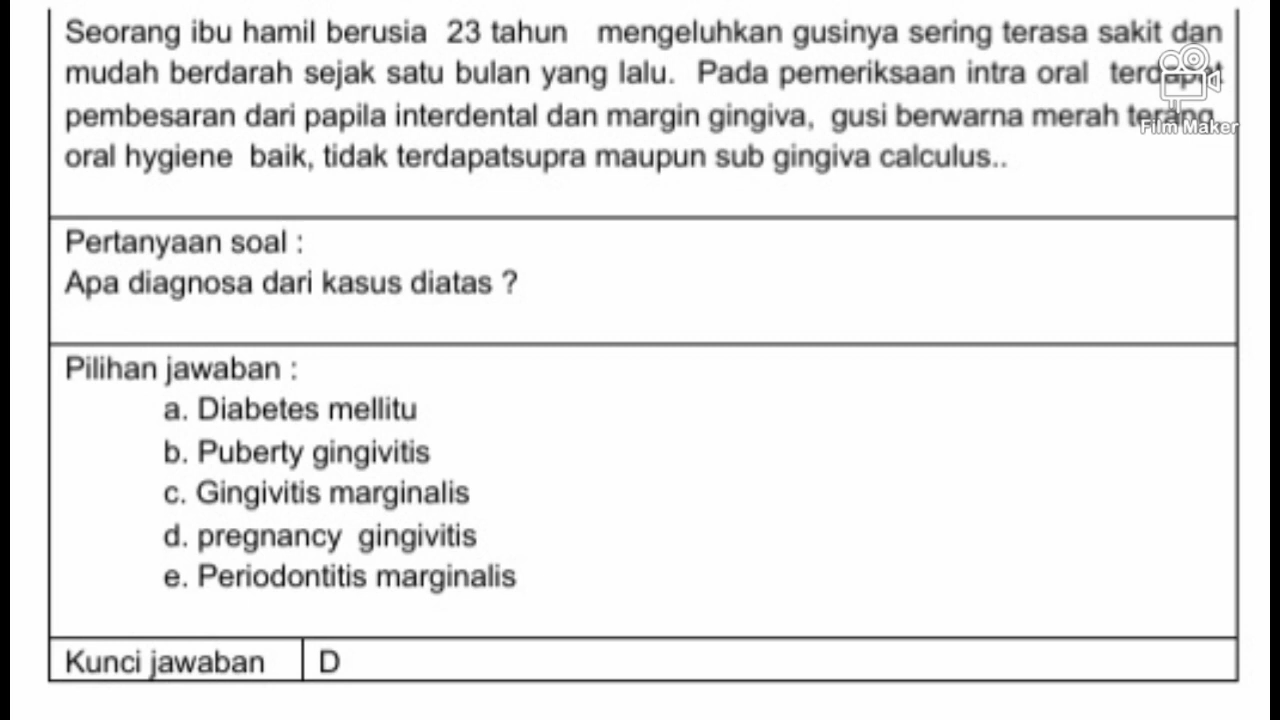 Seorang ibu hamil berusia 23 tahun mengeluhkan gusinya sering terasa sakit dan
mudah berdarah sejak satu bulan yang lalu. Pada pemeriksaan intra oral terdapat
pembesaran dari papila interdental dan margin gingiva, gusi berwarna merah terang,
Film Maker
oral hygiene baik, tidak terdapatsupra maupun sub gingiva calculus..
Pertanyaan soal :
Apa diagnosa dari kasus diatas ?
Pilihan jawaban :
a. Diabetes mellitu
b. Puberty gingivitis
c. Gingivitis marginalis
d. pregnancy gingivitis
e. Periodontitis marginalis
Kunci jawaban D